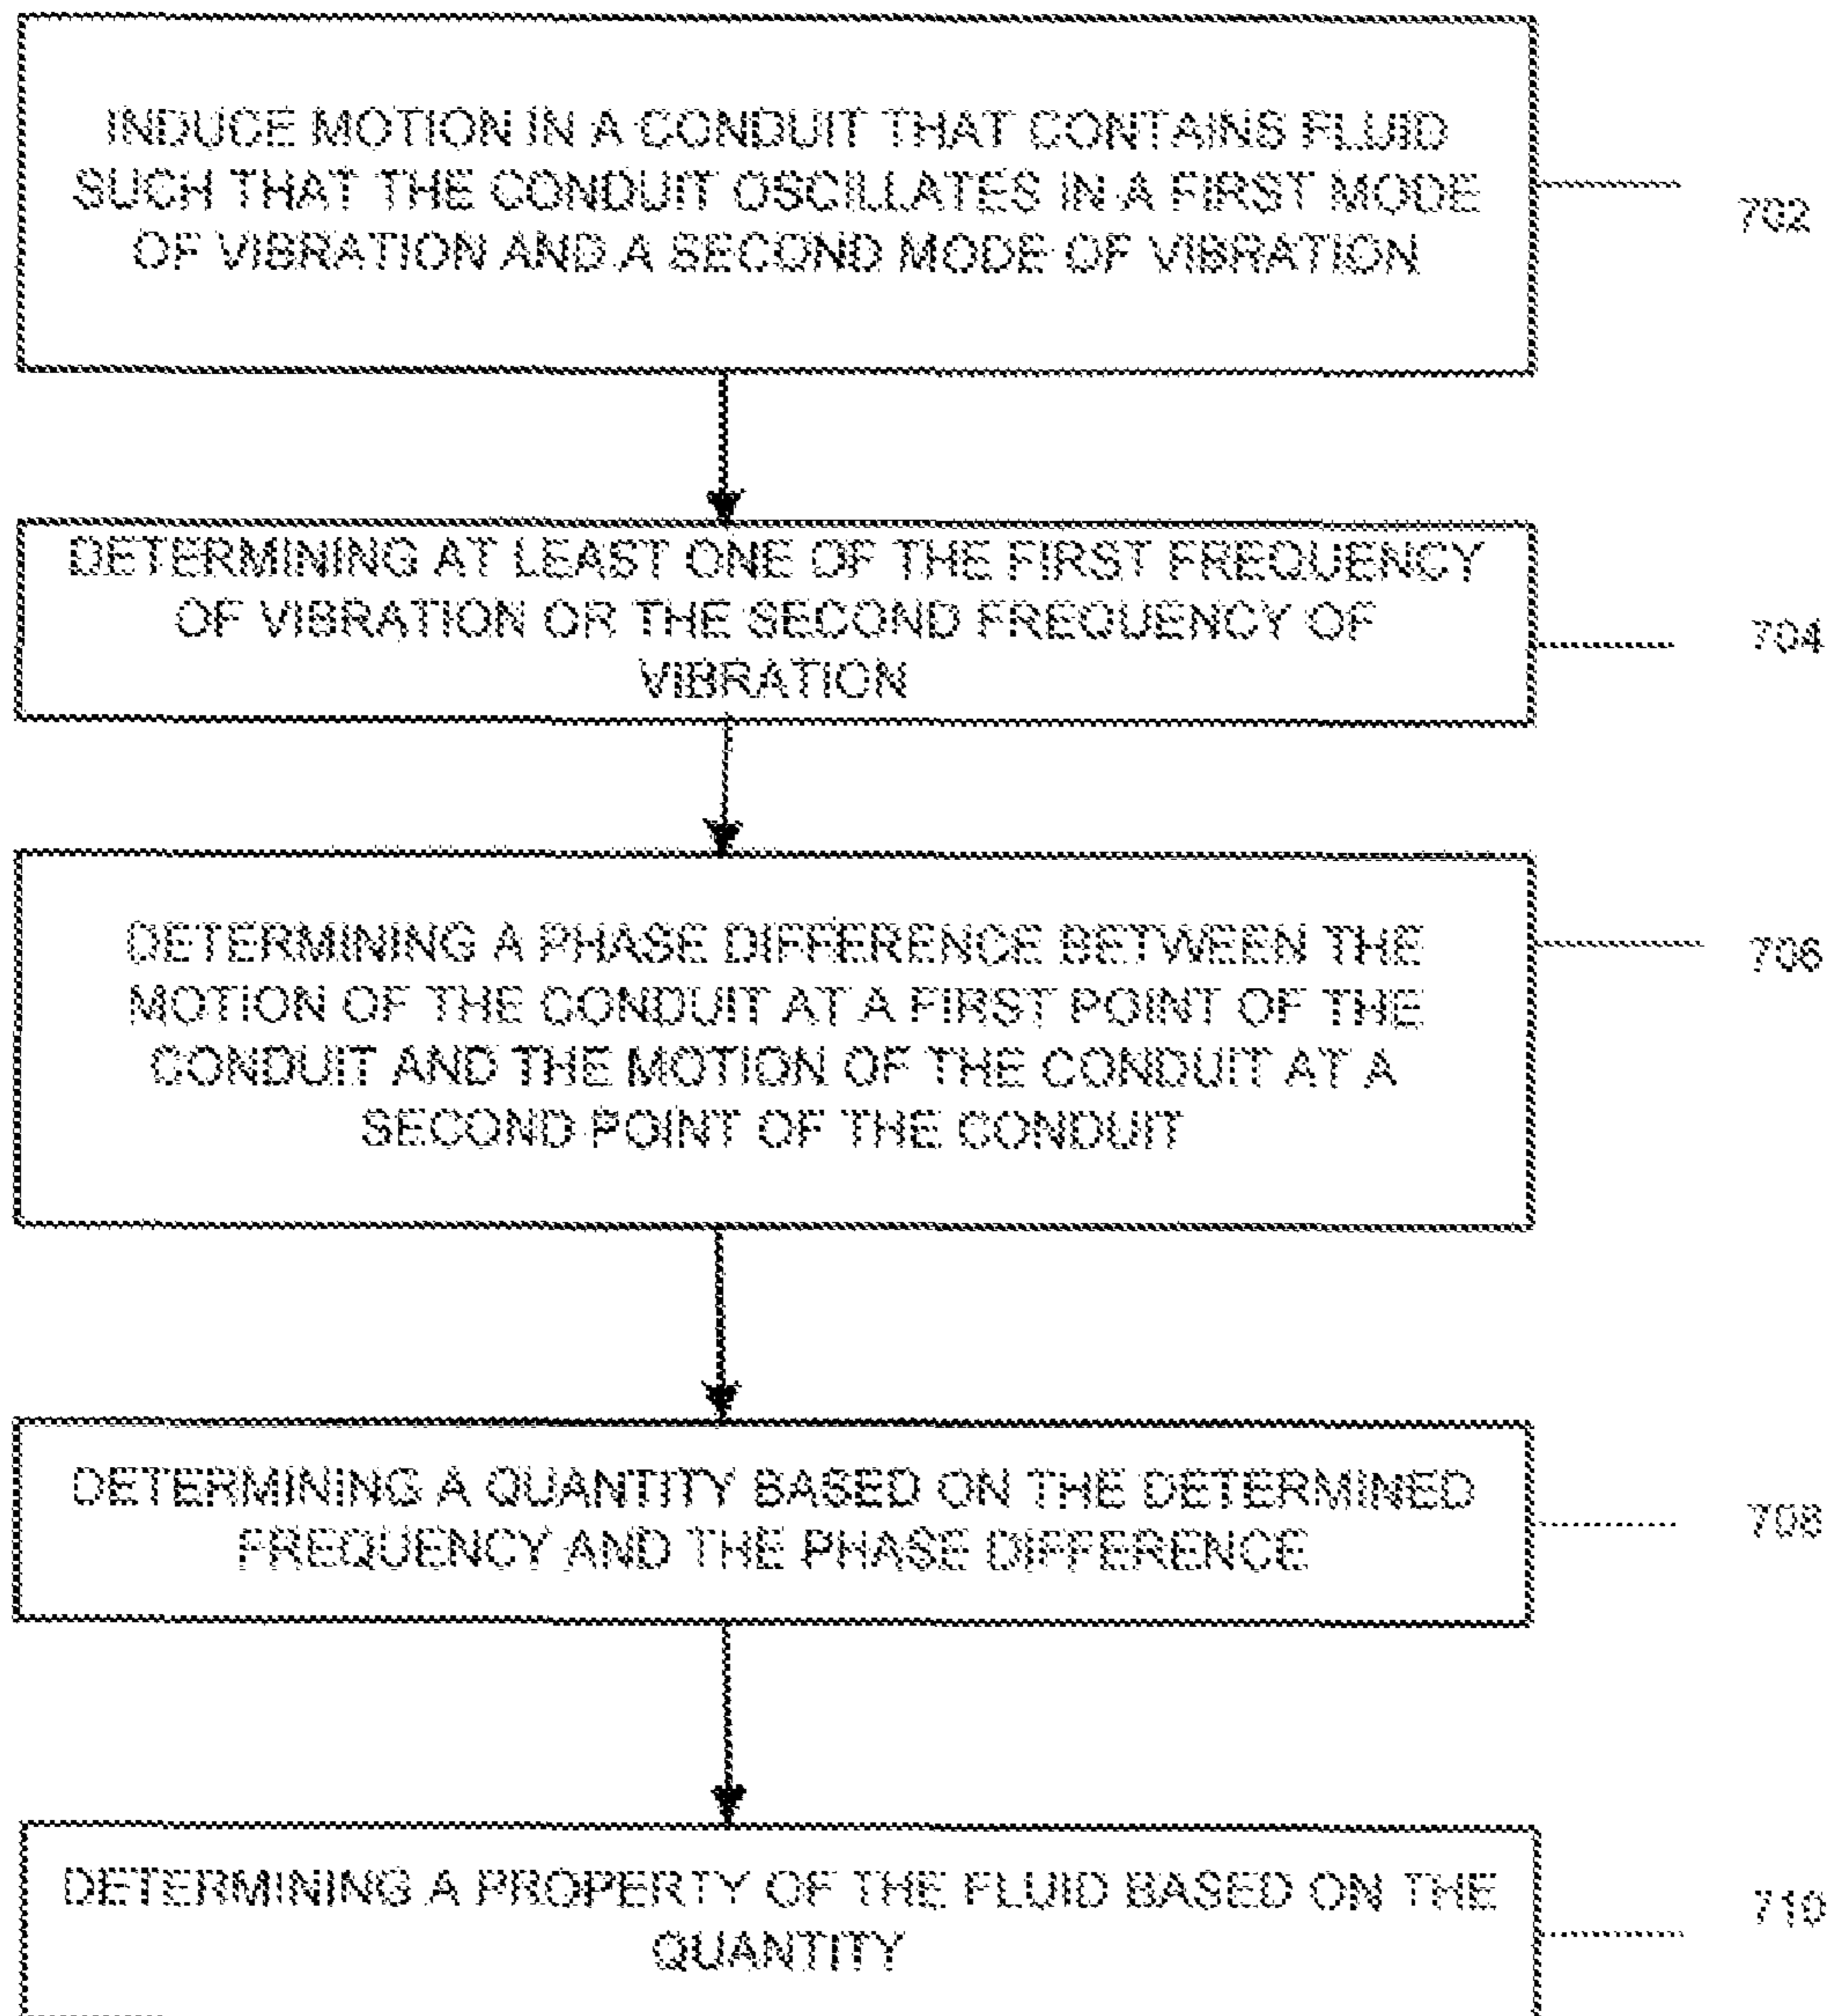 INDUCE MOTION IN A CONDUIT THAT CONTAINS FLUID
SUCH THAT THE CONDUIT OSCILLATES IN A FIRST MODE
OF VIBRATION AND A SECOND MODE OF VIBRATION
702
DETERMINING AT LEAST ONE OF THE FIRST FREQUENCY
OF VIBRATION OR THE SECOND FREQUENCY OF
VIBRATION
704
DETERMINING A PHASE DIFFERENCE BETWEEN THE
MOTION OF THE CONDUIT AT A FIRST POINT OF THE
CONDUIT AND THE MOTION OF THE CONDUIT AT A
SECOND POINT OF THE CONDUIT
706
DETERMINING A QUANTITY BASED ON THE DETERMINED
FREQUENCY AND THE PHASE DIFFERENCE
708
DETERMINING A PROPERTY OF THE FLUID BASED ON THE
QUANTITY
710